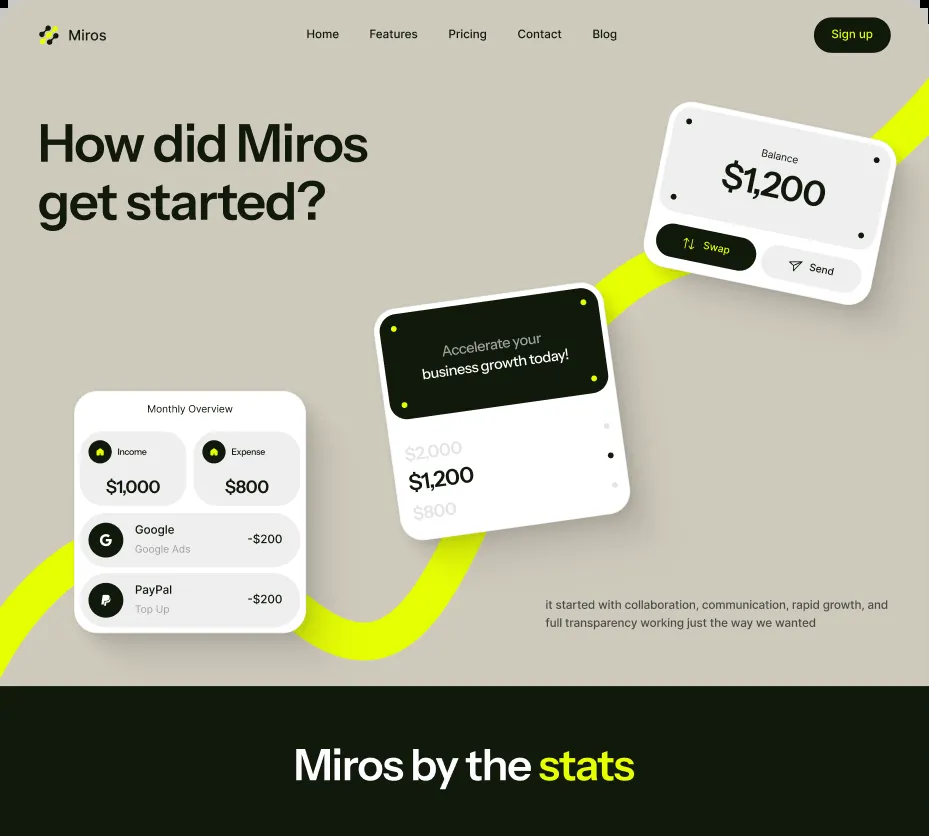 Miros
Home
Features
Pricing
Contact
Blog
Sign up
How did Miros
get started?
Balance
$1,200
Swap
Send
Accelerate your
business growth today!
$2.000
$1,200
$800
Monthly Overview
Income
$1,000
Expense
$800
Google
Google Ads
-$200
PayPal
Top Up
-$200
it started with collaboration, communication, rapid growth, and
full transparency working just the way we wanted
Miros by the stats